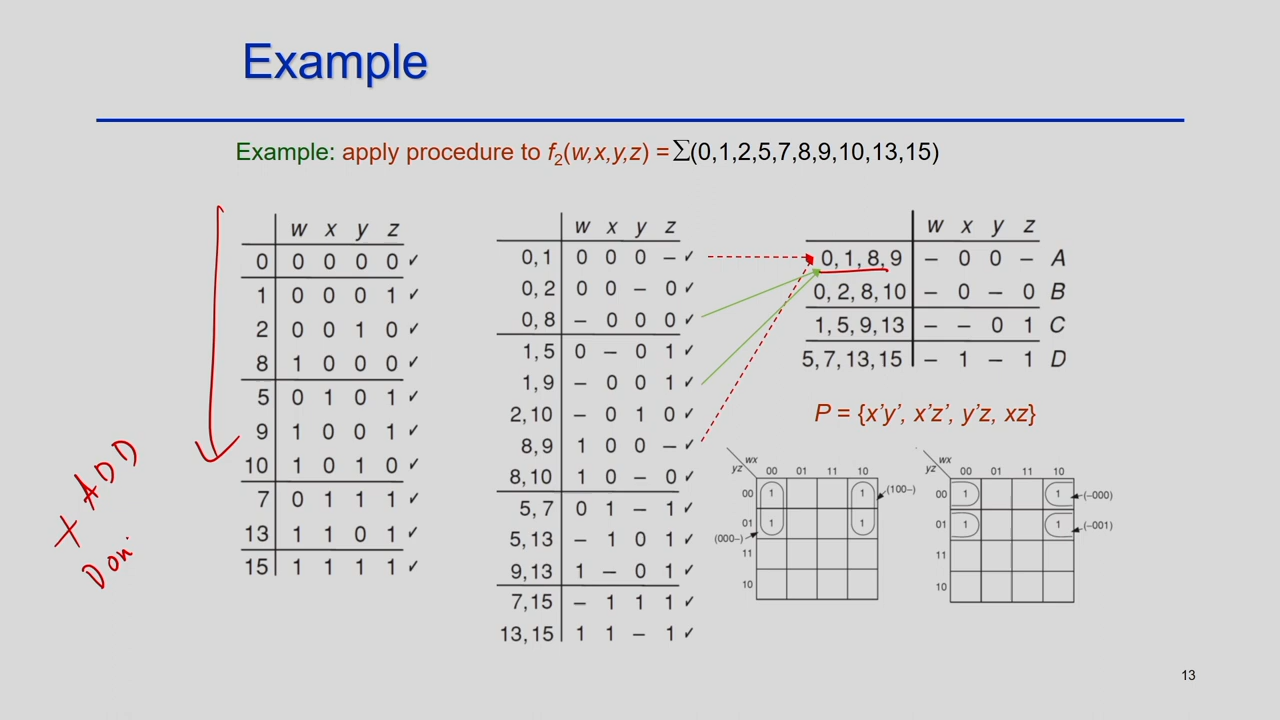 Example
Example: apply procedure to f2(w,x,y,z) = ∑(0,1,2,5,7,8,9,10,13,15)
w x y z
0 0 0 0 0 ✓
1 0 0 0 1 ✓
2 0 0 1 0 ✓
8 1 0 0 0 ✓
5 0 1 0 1 ✓
9 1 0 0 1 ✓
10 1 0 1 0 ✓
7 0 1 1 1 ✓
13 1 1 0 1 ✓
15 1 1 1 1 ✓
w x y z
0,1 0 0 0 – ✓
0,2 0 0 – 0 ✓
0,8 – 0 0 0 ✓
1,5 0 – 0 1 ✓
1,9 – 0 0 1 ✓
2,10 – 0 1 0 ✓
8,9 1 0 0 – ✓
8,10 1 0 – 0 ✓
5,7 0 1 – 1 ✓
5,13 – 1 0 1 ✓
9,13 1 – 0 1 ✓
7,15 – 1 1 1 ✓
13,15 1 1 – 1 ✓
w x y z
0, 1, 8, 9 – 0 0 – A
0, 2, 8, 10 – 0 – 0 B
1, 5, 9, 13 – – 0 1 C
5, 7, 13, 15 – 1 – 1 D
P = {x'y', x'z', y'z, xz}
wx
yz 00 01 11 10
00 1 1 (100–)
01 1 1
(000–)
11
10
wx
yz 00 01 11 10
00 1 1 (–000)
01 1 1 (–001)
11
10
+ ADD
Don
13